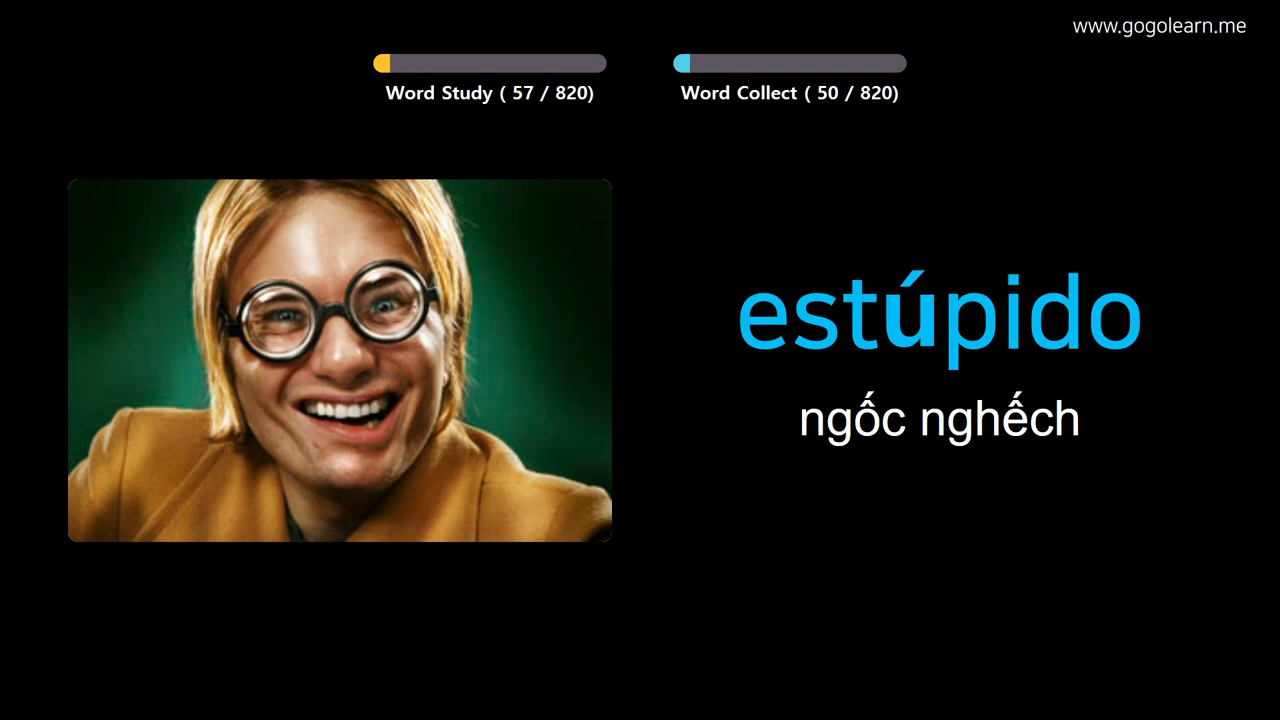 www.gogolearn.me
Word Study ( 57 / 820)
Word Collect ( 50 / 820)
estúpido
ngốc nghếch